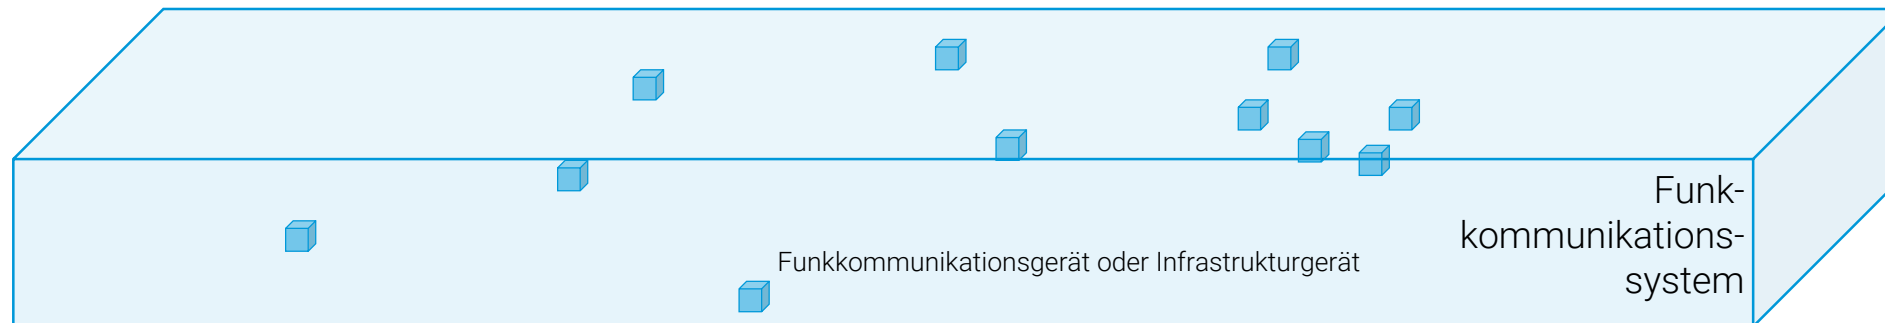 Funk-
kommunikations-
system
Funkkommunikationsgerät oder Infrastrukturgerät